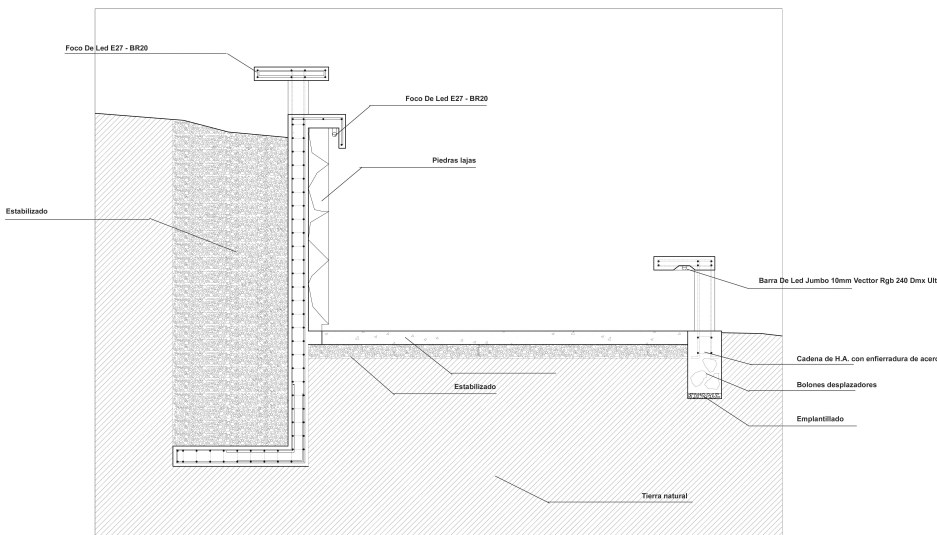 Foco De Led E27 - BR20
Foco De Led E27 - BR20
Piedras lajas
Estabilizado
Barra De Led Jumbo 10mm Vecttor Rgb 240 Dmx Ult
Cadena de H.A. con enfierradura de acero
Estabilizado
Bolones desplazadores
Emplantillado
Tierra natural